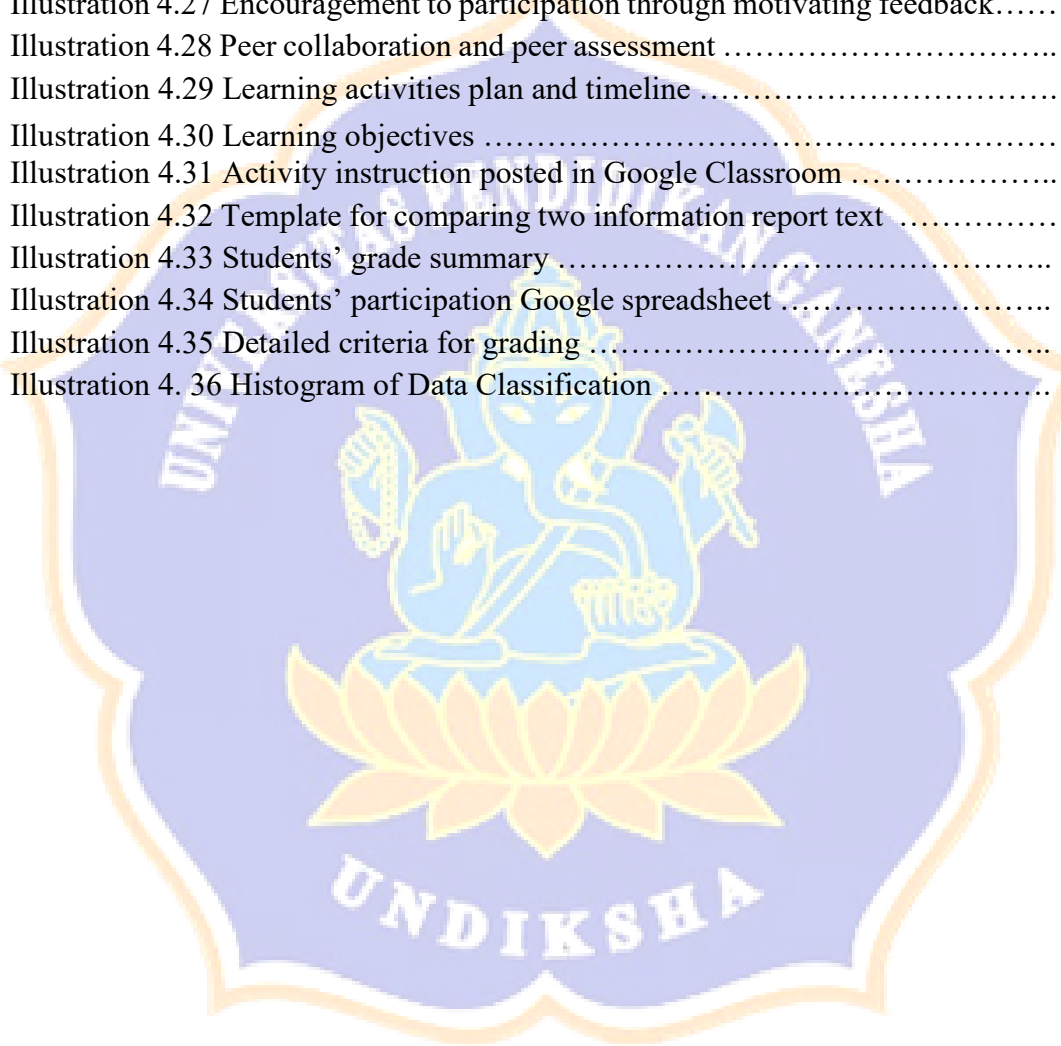 Illustration 4.27 Encouragement to participation through motivating feedback……
Illustration 4.28 Peer collaboration and peer assessment …………………………..
Illustration 4.29 Learning activities plan and timeline ……………………………..
Illustration 4.30 Learning objectives ………………………………………………
Illustration 4.31 Activity instruction posted in Google Classroom ………………..
Illustration 4.32 Template for comparing two information report text ……………
Illustration 4.33 Students’ grade summary …………………………………………..
Illustration 4.34 Students’ participation Google spreadsheet ……………………..
Illustration 4.35 Detailed criteria for grading ……………………………………..
Illustration 4. 36 Histogram of Data Classification ……………………………….
UNIVERSITAS PENDIDIKAN GANESHA
UNDIKSHA